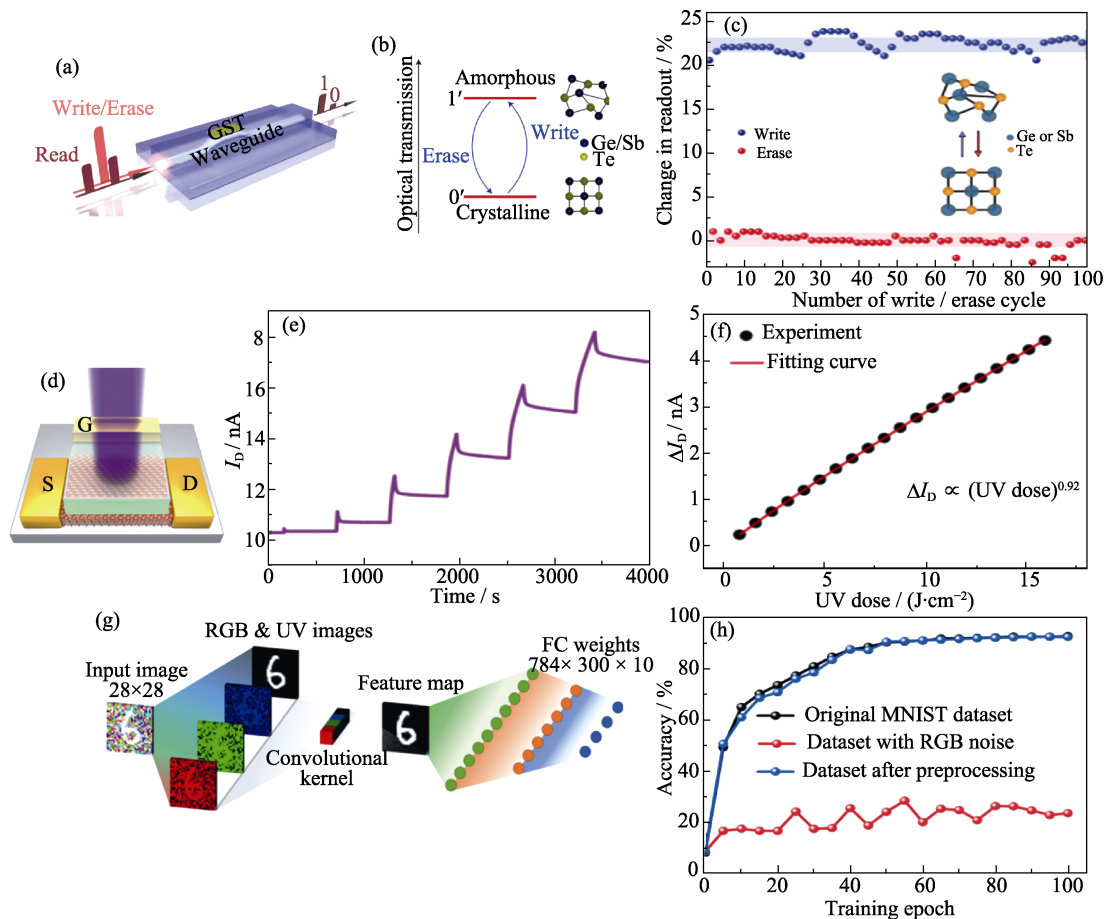 (a)
Write/Erase
Read
GST
Waveguide
1
0
(b)
Optical transmission
Amorphous
1′
Erase
Write
0′
Crystalline
Ge/Sb
Te
(c)
Change in readout / %
25
20
15
10
5
0
Write
Erase
Ge or Sb
Te
0 10 20 30 40 50 60 70 80 90 100
Number of write / erase cycle
(d)
G
S
D
(e)
I_D / nA
8
16
14
12
10
0 1000 2000 3000 4000
Time / s
(f)
ΔI_D / nA
5
4
3
2
1
0
Experiment
Fitting curve
ΔI_D ∝ (UV dose)^0.92
0 5 10 15
UV dose / (J·cm⁻²)
(g)
RGB & UV images
Input image
28×28
6
6
Convolutional
kernel
Feature map
6
FC weights
784× 300 × 10
(h)
Accuracy / %
100
80
60
40
20
0
Original MNIST dataset
Dataset with RGB noise
Dataset after preprocessing
0 20 40 60 80 100
Training epoch